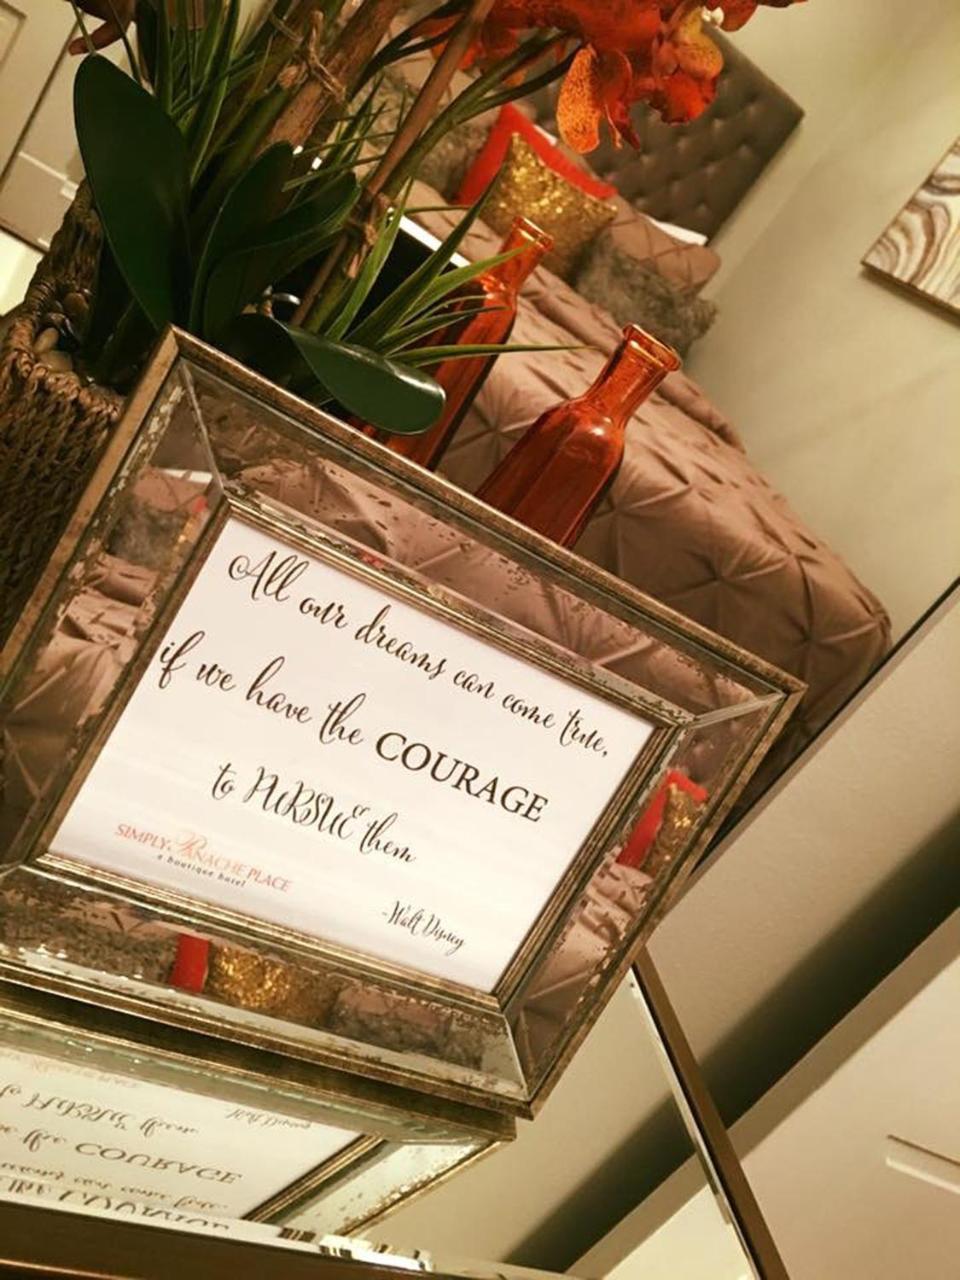 All our dreams can come true,
if we have the COURAGE
to PURSUE them
SIMPLY PANACHE PLACE
a boutique hotel
-Walt Disney